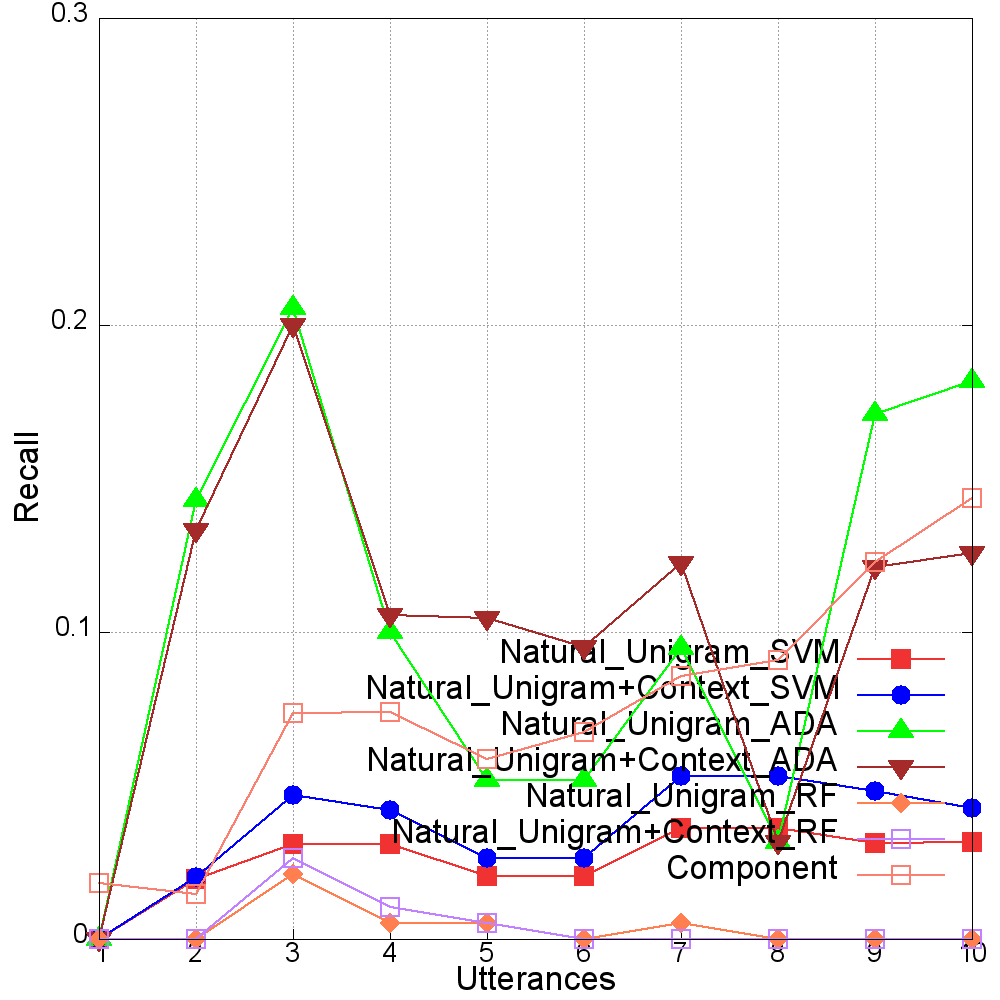 0.3
0.2
0.1
0
Recall
Natural_Unigram_SVM
Natural_Unigram+Context_SVM
Natural_Unigram_ADA
Natural_Unigram+Context_ADA
Natural_Unigram_RF
Natural_Unigram+Context_RF
Component
1 2 3 4 5 6 7 8 9 10
Utterances